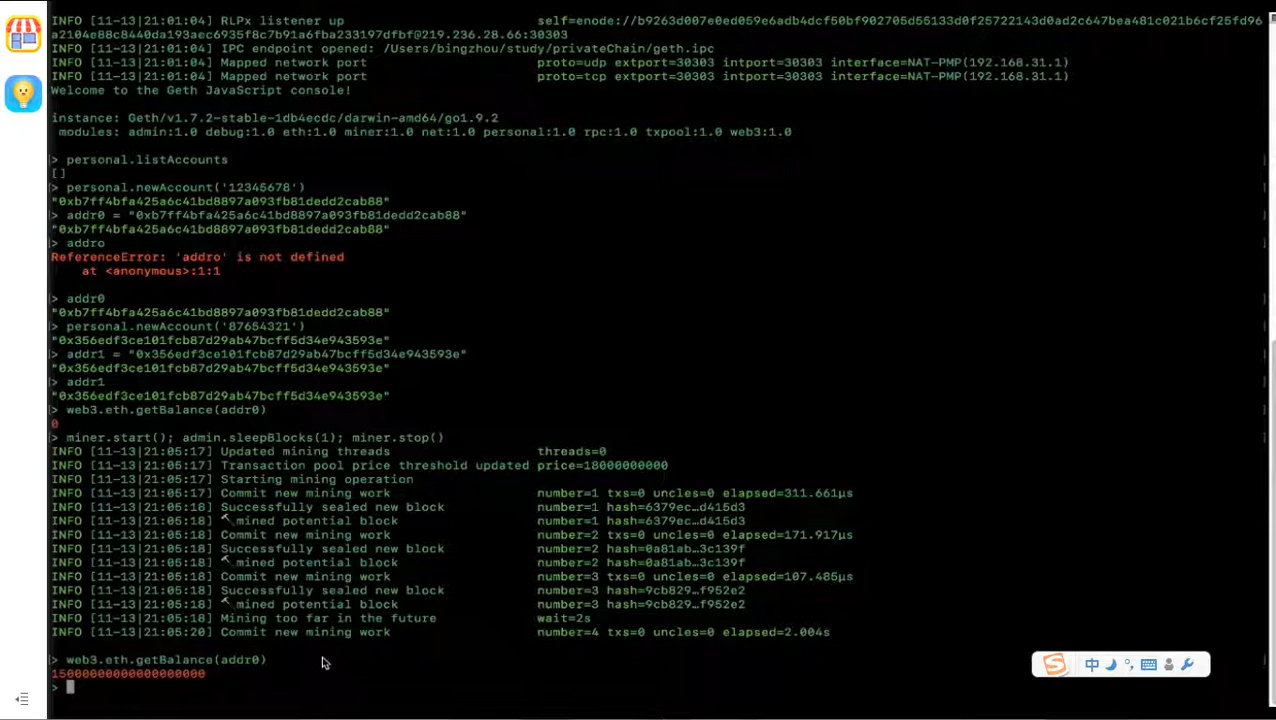 INFO [11-13|21:01:04] RLPx listener up self=enode://b9263d007e0ed059e6adb4dcf50bf902705d55133d0f25722143d0ad2c647bea481c021b6cf25fd96
a2104e88c8440da193aec6935f8c7b91a6fba233197dfbf@219.236.28.66:30303
INFO [11-13|21:01:04] IPC endpoint opened: /Users/bingzhou/study/privateChain/geth.ipc
INFO [11-13|21:01:04] Mapped network port proto=udp extport=30303 intport=30303 interface=NAT-PMP(192.168.31.1)
INFO [11-13|21:01:04] Mapped network port proto=tcp extport=30303 intport=30303 interface=NAT-PMP(192.168.31.1)
Welcome to the Geth JavaScript console!
instance: Geth/v1.7.2-stable-1db4ecdc/darwin-amd64/go1.9.2
modules: admin:1.0 debug:1.0 eth:1.0 miner:1.0 net:1.0 personal:1.0 rpc:1.0 txpool:1.0 web3:1.0
> personal.listAccounts
[]
> personal.newAccount('12345678')
"0xb7ff4bfa425a6c41bd8897a093fb81dedd2cab88"
> addr0 = "0xb7ff4bfa425a6c41bd8897a093fb81dedd2cab88"
"0xb7ff4bfa425a6c41bd8897a093fb81dedd2cab88"
> addro
ReferenceError: 'addro' is not defined
at <anonymous>:1:1
> addr0
"0xb7ff4bfa425a6c41bd8897a093fb81dedd2cab88"
> personal.newAccount('87654321')
"0x356edf3ce101fcb87d29ab47bcff5d34e943593e"
> addr1 = "0x356edf3ce101fcb87d29ab47bcff5d34e943593e"
"0x356edf3ce101fcb87d29ab47bcff5d34e943593e"
> addr1
"0x356edf3ce101fcb87d29ab47bcff5d34e943593e"
> web3.eth.getBalance(addr0)
0
> miner.start(); admin.sleepBlocks(1); miner.stop()
INFO [11-13|21:05:17] Updated mining threads threads=0
INFO [11-13|21:05:17] Transaction pool price threshold updated price=18000000000
INFO [11-13|21:05:17] Starting mining operation
INFO [11-13|21:05:17] Commit new mining work number=1 txs=0 uncles=0 elapsed=311.661µs
INFO [11-13|21:05:18] Successfully sealed new block number=1 hash=6379ec…d415d3
INFO [11-13|21:05:18] 🔨 mined potential block number=1 hash=6379ec…d415d3
INFO [11-13|21:05:18] Commit new mining work number=2 txs=0 uncles=0 elapsed=171.917µs
INFO [11-13|21:05:18] Successfully sealed new block number=2 hash=0a81ab…3c139f
INFO [11-13|21:05:18] 🔨 mined potential block number=2 hash=0a81ab…3c139f
INFO [11-13|21:05:18] Commit new mining work number=3 txs=0 uncles=0 elapsed=107.485µs
INFO [11-13|21:05:18] Successfully sealed new block number=3 hash=9cb829…f952e2
INFO [11-13|21:05:18] 🔨 mined potential block number=3 hash=9cb829…f952e2
INFO [11-13|21:05:18] Mining too far in the future wait=2s
INFO [11-13|21:05:20] Commit new mining work number=4 txs=0 uncles=0 elapsed=2.004s
> web3.eth.getBalance(addr0)
15000000000000000000
>
中